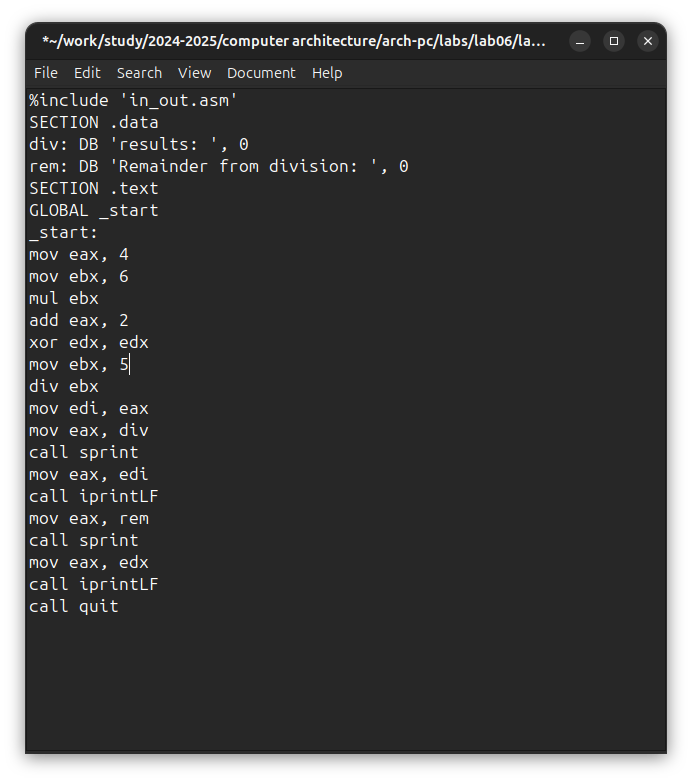 *~/work/study/2024-2025/computer architecture/arch-pc/labs/lab06/la...
File Edit Search View Document Help
%include 'in_out.asm'
SECTION .data
div: DB 'results: ', 0
rem: DB 'Remainder from division: ', 0
SECTION .text
GLOBAL _start
_start:
mov eax, 4
mov ebx, 6
mul ebx
add eax, 2
xor edx, edx
mov ebx, 5
div ebx
mov edi, eax
mov eax, div
call sprint
mov eax, edi
call iprintLF
mov eax, rem
call sprint
mov eax, edx
call iprintLF
call quit